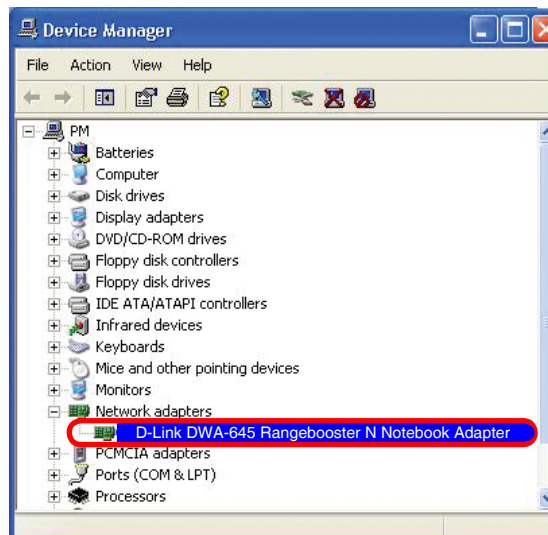 Device Manager
File Action View Help
PM
Batteries
Computer
Disk drives
Display adapters
DVD/CD-ROM drives
Floppy disk controllers
Floppy disk drives
IDE ATA/ATAPI controllers
Infrared devices
Keyboards
Mice and other pointing devices
Monitors
Network adapters
D-Link DWA-645 Rangebooster N Notebook Adapter
PCMCIA adapters
Ports (COM & LPT)
Processors